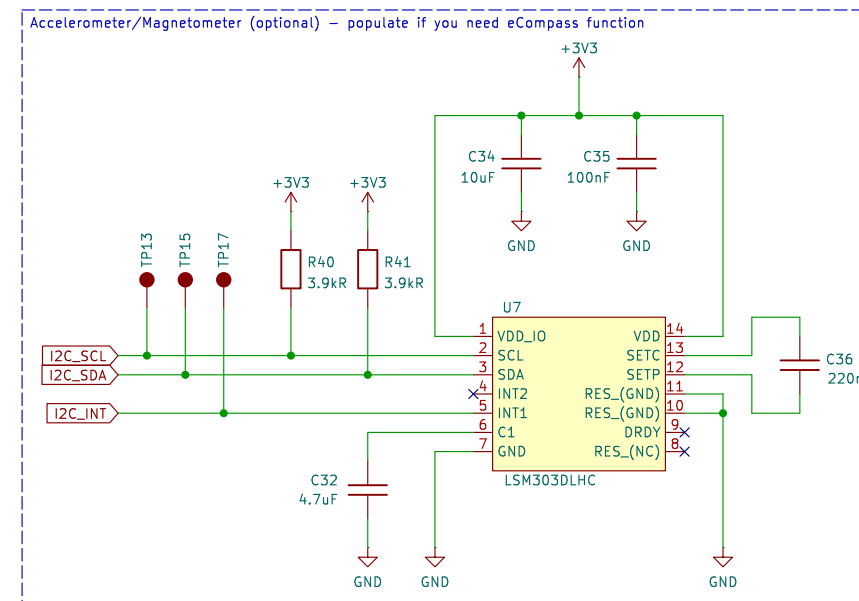 Accelerometer/Magnetometer (optional) – populate if you need eCompass function
+3V3
C34
10uF
C35
100nF
GND
GND
+3V3
+3V3
TP13
TP15
TP17
R40
3.9kR
R41
3.9kR
U7
I2C_SCL
I2C_SDA
I2C_INT
1
VDD_IO
2
SCL
3
SDA
4
INT2
5
INT1
6
C1
7
GND
VDD
14
SETC
13
SETP
12
RES_(GND)
11
RES_(GND)
10
DRDY
9
RES_(NC)
8
LSM303DLHC
C36
220n
C32
4.7uF
GND
GND
GND